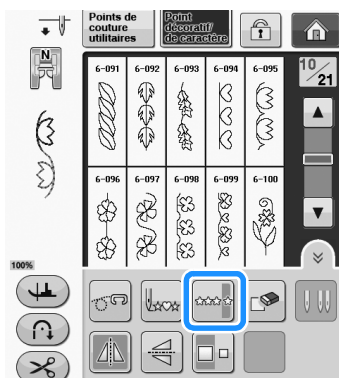 Points de
couture
utilitaires
Point
décoratif/
de caractère
N
6-091 6-092 6-093 6-094 6-095
10/21
6-096 6-097 6-098 6-099 6-100
100%